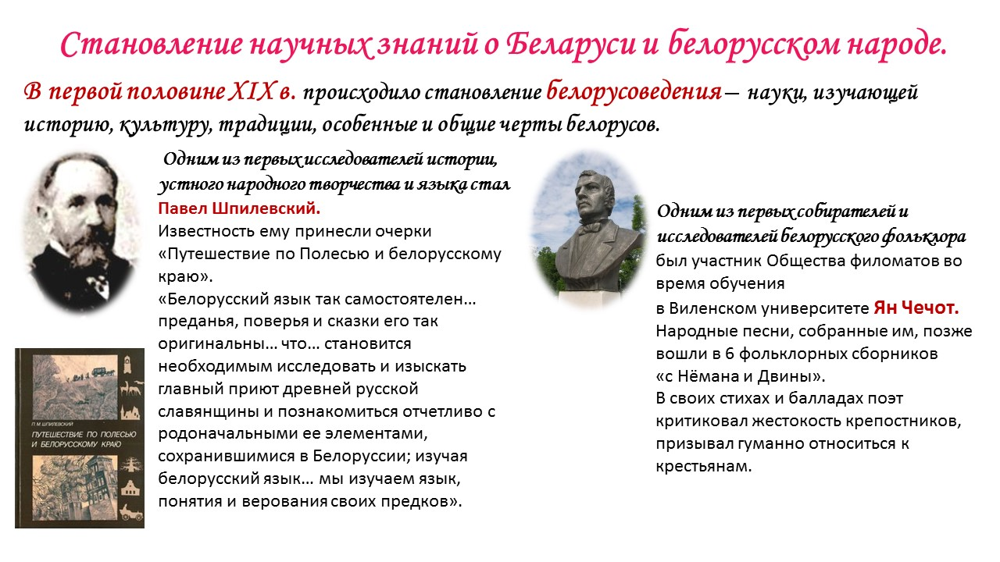 Становление научных знаний о Беларуси и белорусском народе.
В первой половине XIX в. происходило становление белорусоведения – науки, изучающей
историю, культуру, традиции, особенные и общие черты белорусов.
Одним из первых исследователей истории,
устного народного творчества и языка стал
Павел Шпилевский.
Известность ему принесли очерки
«Путешествие по Полесью и белорусскому
краю».
«Белорусский язык так самостоятелен...
преданья, поверья и сказки его так
оригинальны... что... становится
необходимым исследовать и изыскать
главный приют древней русской
славянщины и познакомиться отчетливо с
родоначальными ее элементами,
сохранившимися в Белоруссии; изучая
белорусский язык... мы изучаем язык,
понятия и верования своих предков».
П. М. ШПИЛЕВСКИЙ
ПУТЕШЕСТВИЕ ПО ПОЛЕСЬЮ
И БЕЛОРУССКОМУ КРАЮ
Одним из первых собирателей и
исследователей белорусского фольклора
был участник Общества филоматов во
время обучения
в Виленском университете Ян Чечот.
Народные песни, собранные им, позже
вошли в 6 фольклорных сборников
«с Нёмана и Двины».
В своих стихах и балладах поэт
критиковал жестокость крепостников,
призывал гуманно относиться к
крестьянам.